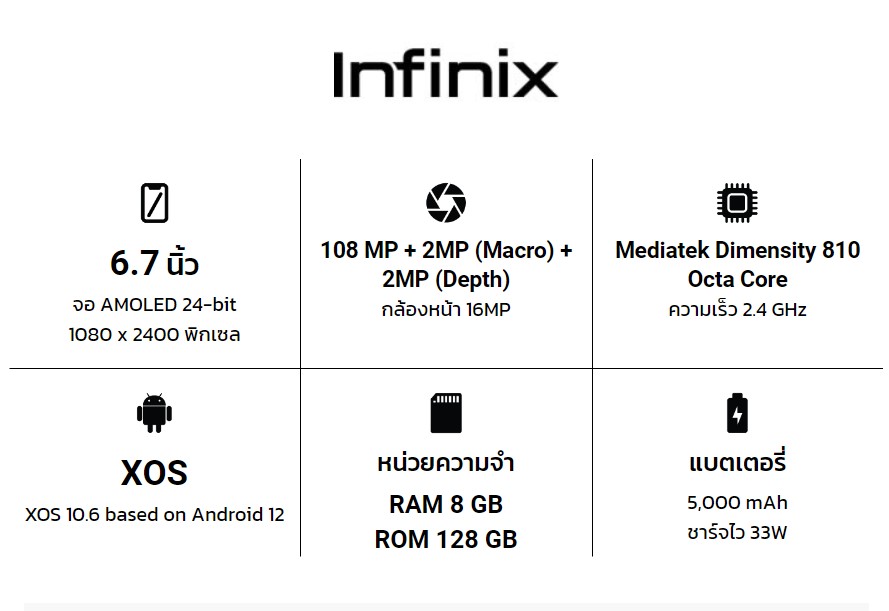 Infinix
6.7 นิ้ว
จอ AMOLED 24-bit
1080 x 2400 พิกเซล
108 MP + 2MP (Macro) +
2MP (Depth)
กล้องหน้า 16MP
Mediatek Dimensity 810
Octa Core
ความเร็ว 2.4 GHz
XOS
XOS 10.6 based on Android 12
หน่วยความจำ
RAM 8 GB
ROM 128 GB
แบตเตอรี่
5,000 mAh
ชาร์จไว 33W